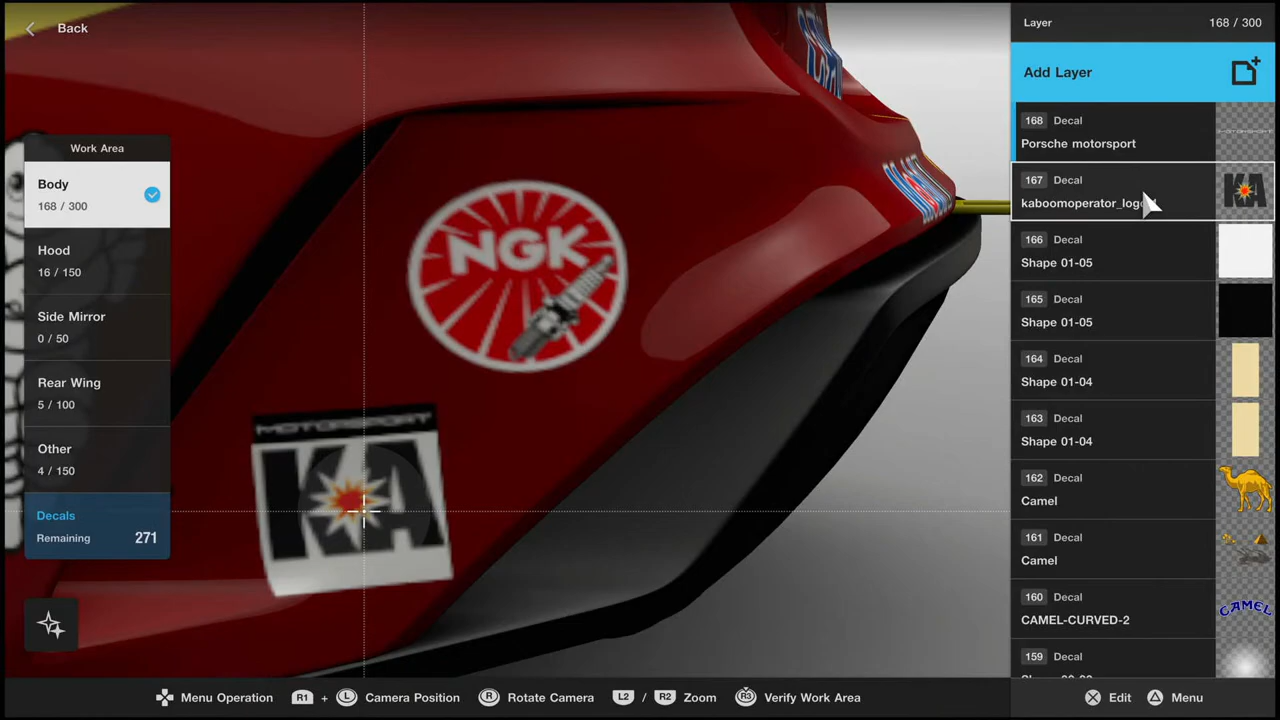 Back
Work Area
Body
168 / 300
Hood
16 / 150
Side Mirror
0 / 50
Rear Wing
5 / 100
Other
4 / 150
Decals
Remaining 271
NGK
MOTORSPORT
KA
Layer 168 / 300
Add Layer
168 Decal
Porsche motorsport
167 Decal
166 Decal
Shape 01-05
165 Decal
Shape 01-05
164 Decal
Shape 01-04
163 Decal
Shape 01-04
162 Decal
Camel
161 Decal
Camel
160 Decal
CAMEL-CURVED-2
CAMEL
159 Decal
Menu Operation
R1 + L Camera Position
R Rotate Camera
L2 / R2 Zoom
R3 Verify Work Area
Edit
Menu